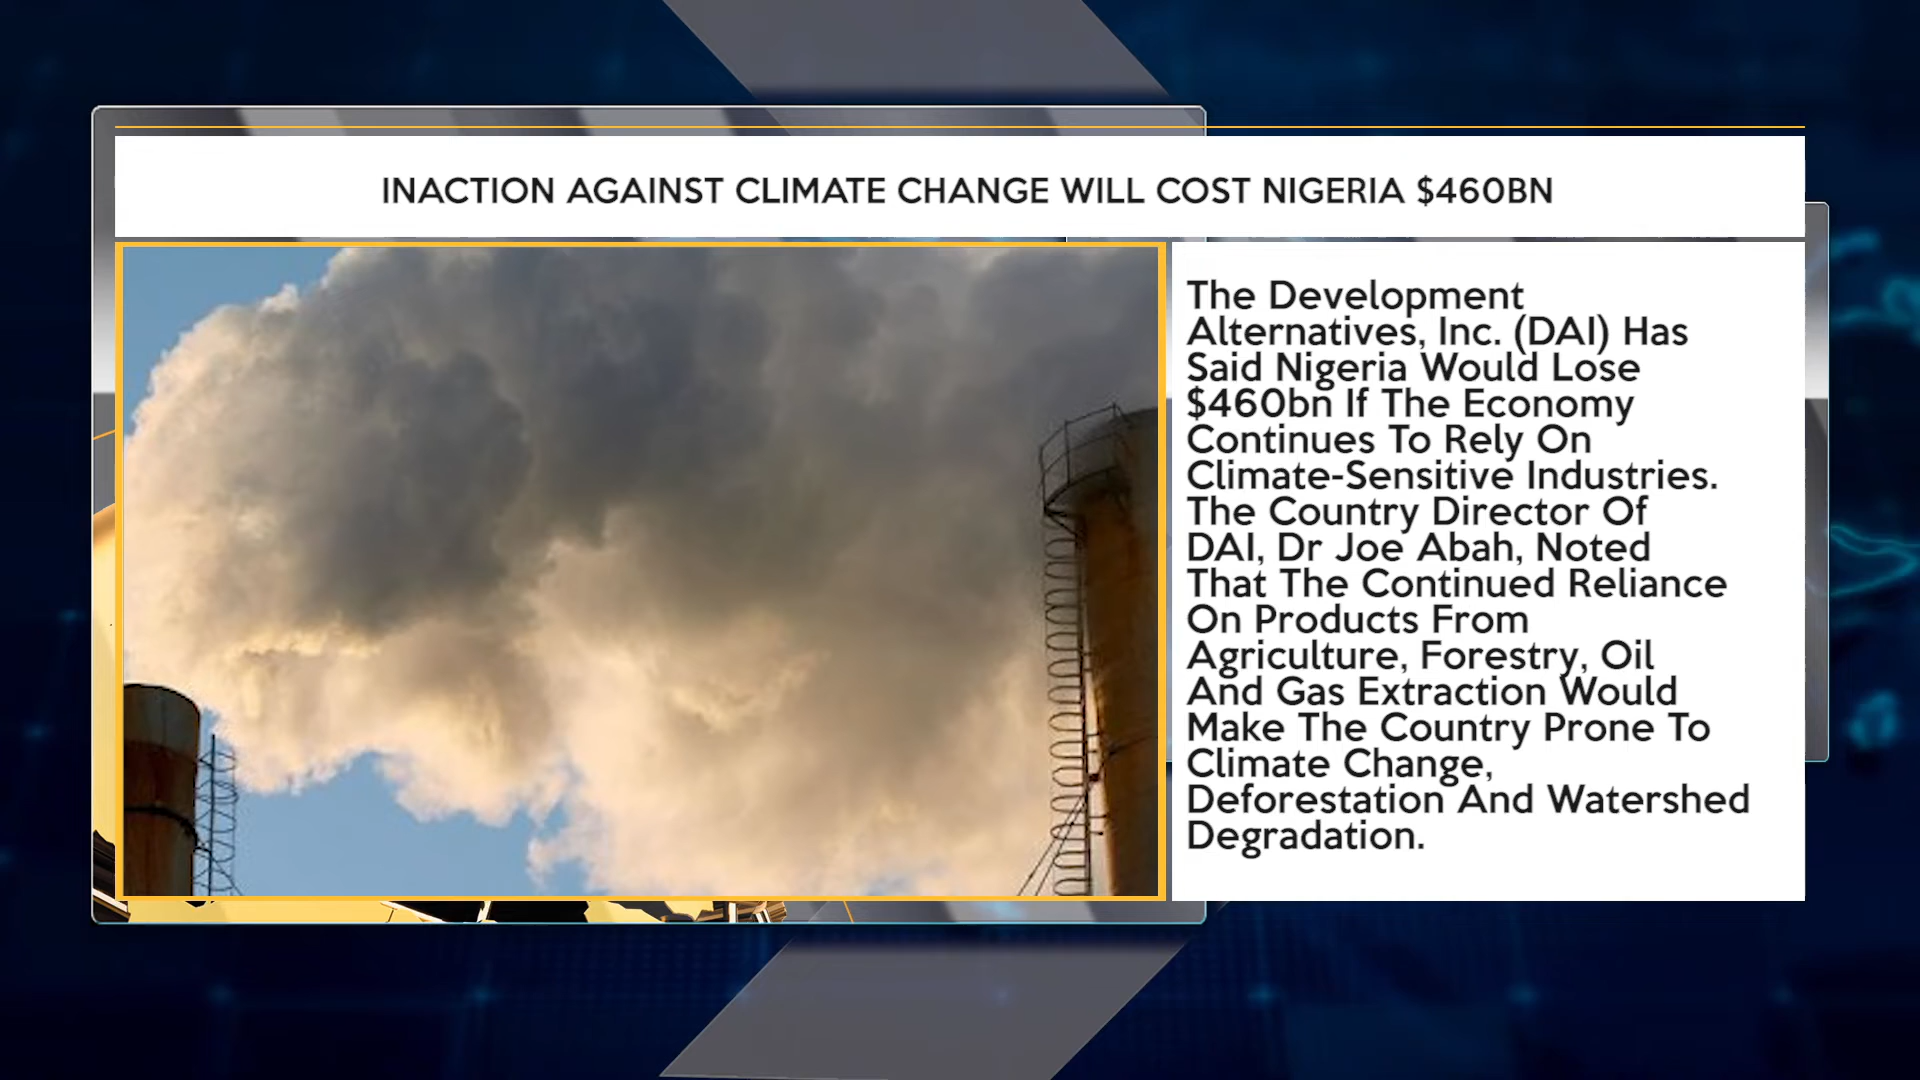 INACTION AGAINST CLIMATE CHANGE WILL COST NIGERIA $460BN
The Development
Alternatives, Inc. (DAI) Has
Said Nigeria Would Lose
$460bn If The Economy
Continues To Rely On
Climate-Sensitive Industries.
The Country Director Of
DAI, Dr Joe Abah, Noted
That The Continued Reliance
On Products From
Agriculture, Forestry, Oil
And Gas Extraction Would
Make The Country Prone To
Climate Change,
Deforestation And Watershed
Degradation.